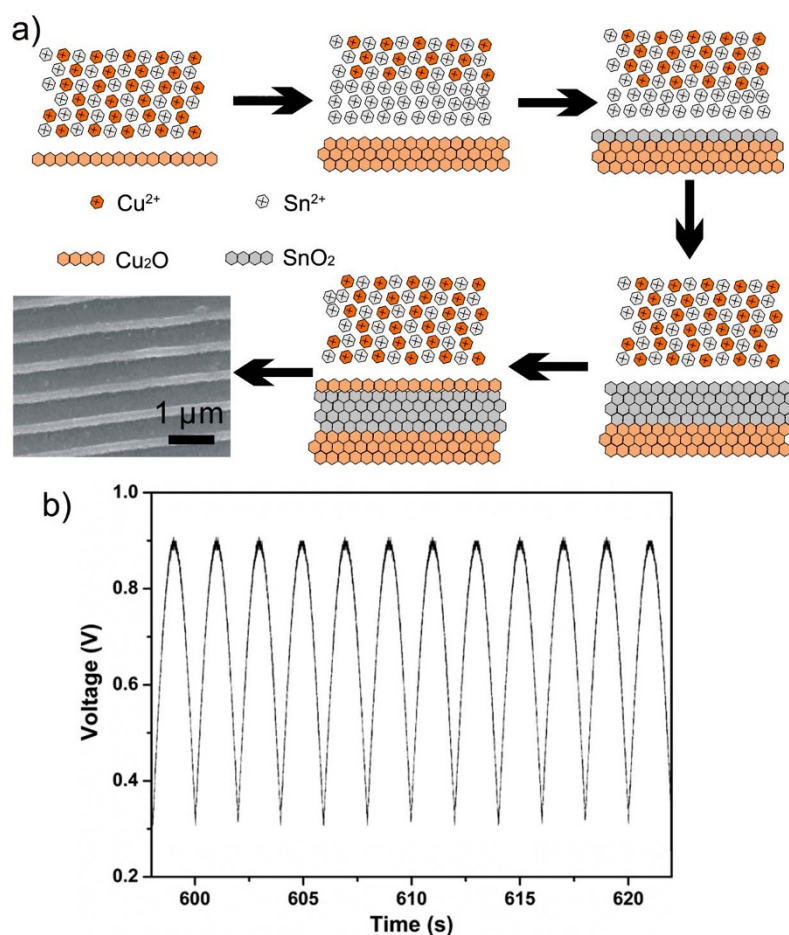 a)
Cu²⁺ Sn²⁺
Cu₂O SnO₂
1 µm
b)
1.0
0.8
0.6
0.4
0.2
Voltage (V)
600 605 610 615 620
Time (s)